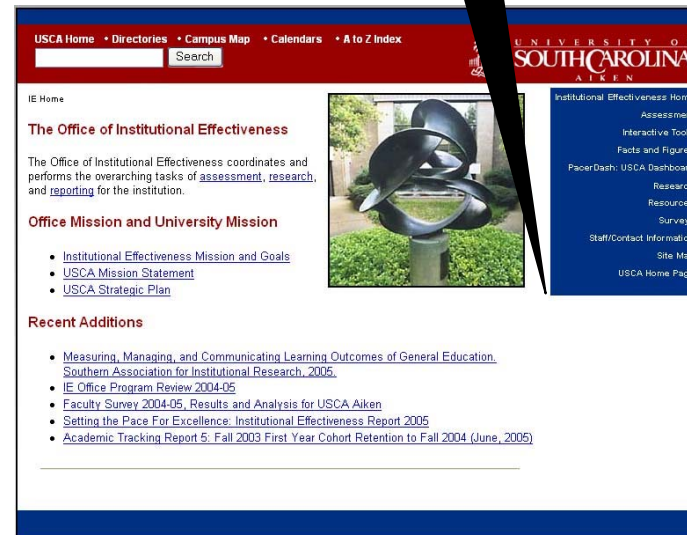 USCA Home • Directories • Campus Map • Calendars • A to Z Index
Search
UNIVERSITY O
SOUTH CAROLINA
AIKEN
IE Home
The Office of Institutional Effectiveness
The Office of Institutional Effectiveness coordinates and
performs the overarching tasks of assessment, research,
and reporting for the institution.
Office Mission and University Mission
• Institutional Effectiveness Mission and Goals
• USCA Mission Statement
• USCA Strategic Plan
Institutional Effectiveness Hom
Assessmen
Interactive Tool
Facts and Figure
PacerDash: USCA Dashboar
Researc
Resource
Survey
Staff/Contact Informatio
Site Ma
USCA Home Pag
Recent Additions
• Measuring, Managing, and Communicating Learning Outcomes of General Education.
Southern Association for Institutional Research, 2005.
• IE Office Program Review 2004-05
• Faculty Survey 2004-05, Results and Analysis for USCA Aiken
• Setting the Pace For Excellence: Institutional Effectiveness Report 2005
• Academic Tracking Report 5: Fall 2003 First Year Cohort Retention to Fall 2004 (June, 2005)